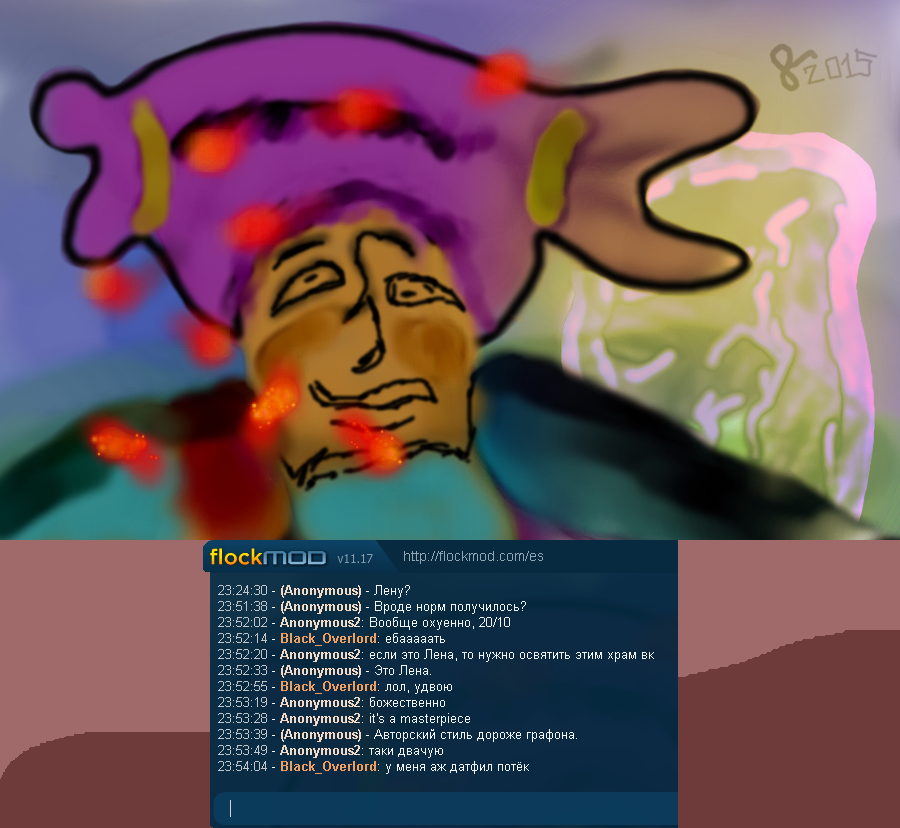 2015
flockmod v11.17 http://flockmod.com/es
23:24:30 - (Anonymous) - Лену?
23:51:38 - (Anonymous) - Вроде норм получилось?
23:52:02 - Anonymous2: Вообще охуенно, 20/10
23:52:14 - Black_Overlord: ебааааать
23:52:20 - Anonymous2: если это Лена, то нужно освятить этим храм вк
23:52:33 - (Anonymous) - Это Лена.
23:52:55 - Black_Overlord: лол, удвою
23:53:19 - Anonymous2: божественно
23:53:28 - Anonymous2: it's a masterpiece
23:53:39 - (Anonymous) - Авторский стиль дороже графона.
23:53:49 - Anonymous2: таки двачую
23:54:04 - Black_Overlord: у меня аж датфил потёк